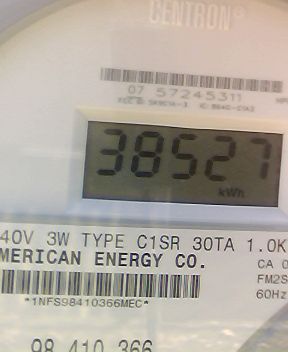 CENTRON®
07 57245311
38527
kWh
40V 3W TYPE C1SR 30TA 1.0K
MERICAN ENERGY CO.
CA 0
FM2S
*1NFS98410366MEC*
60Hz
98 410 366